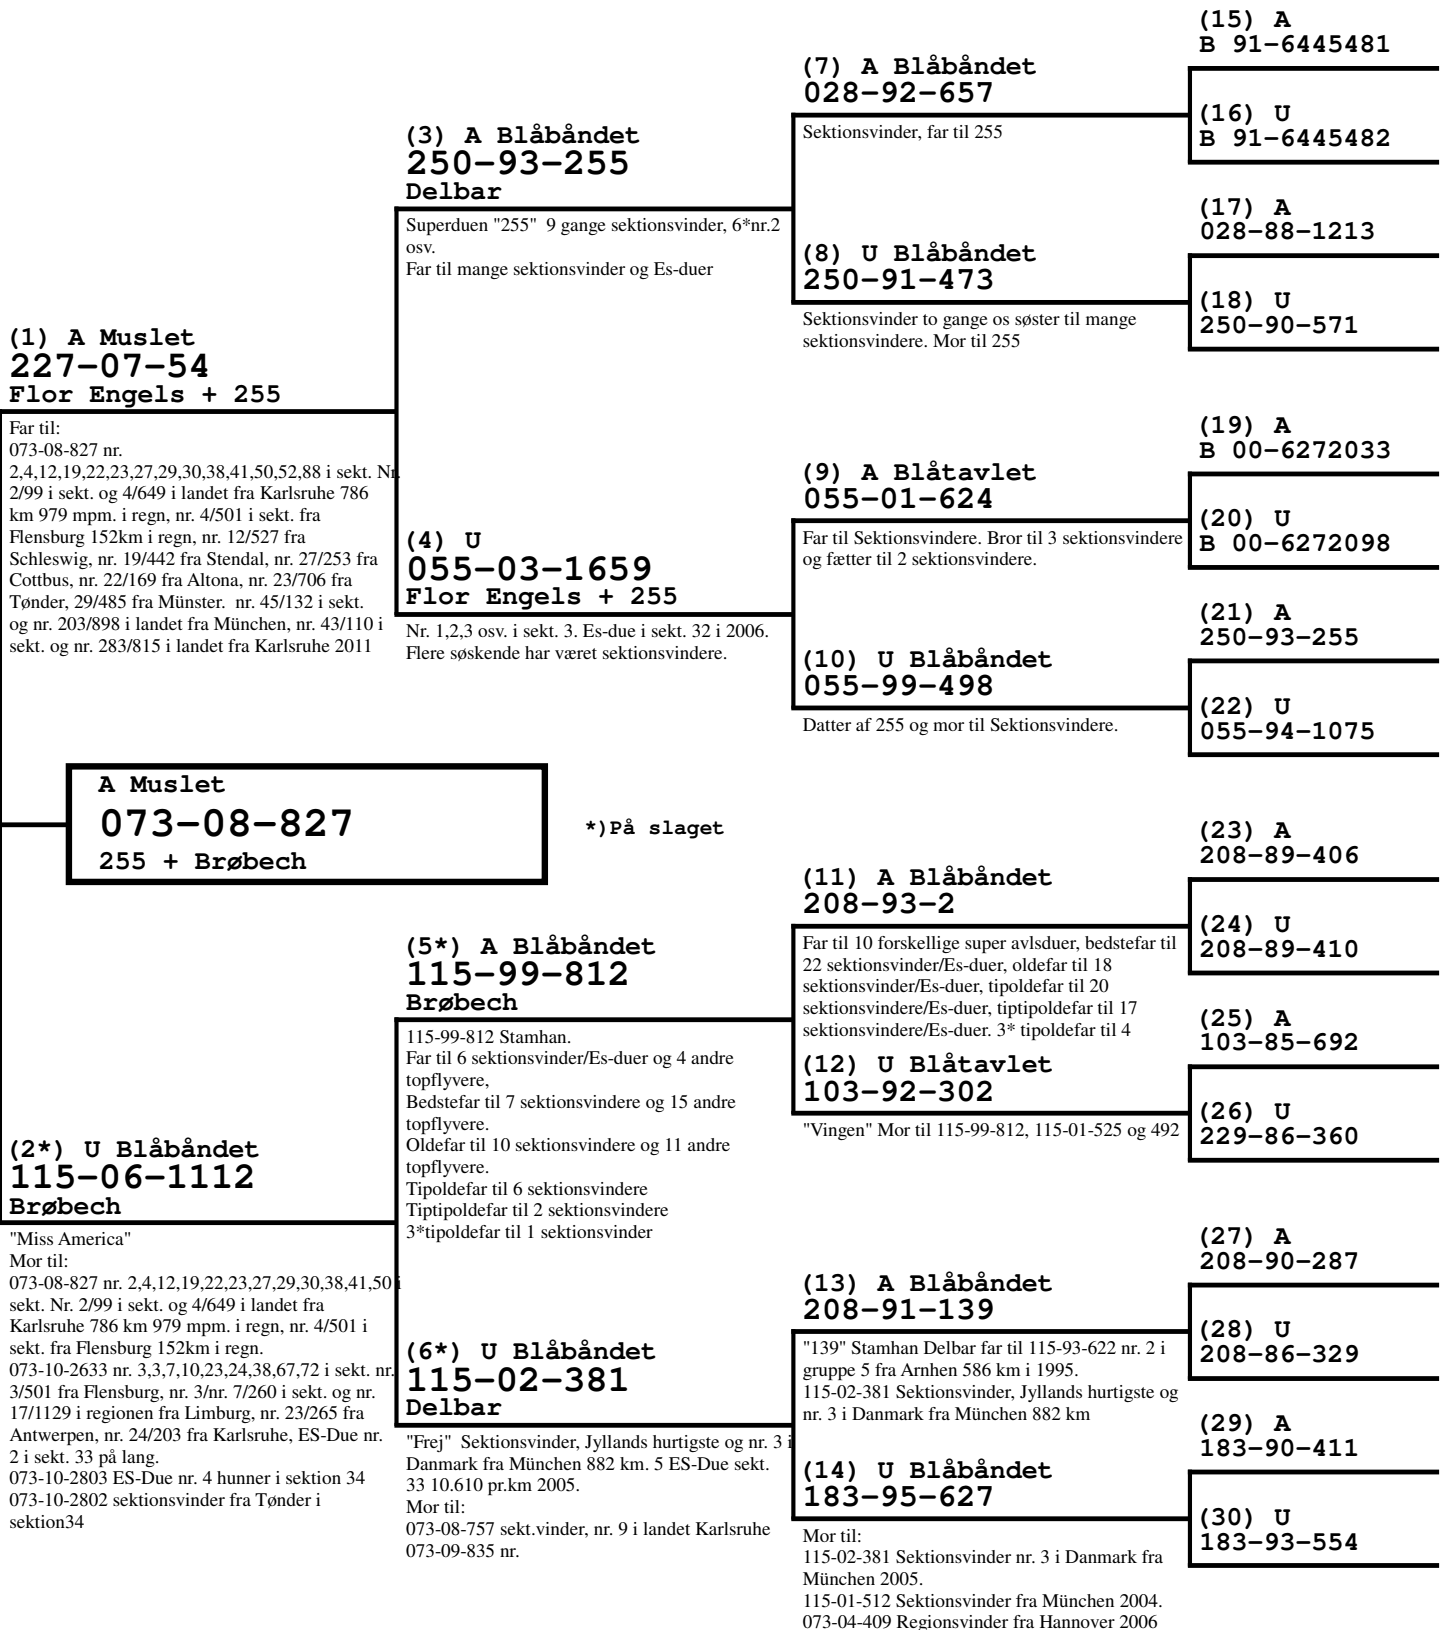 (1) A Muslet
227-07-54
Flor Engels + 255
Far til:
073-08-827 nr.
2,4,12,19,22,23,27,29,30,38,41,50,52,88 i sekt. Nr.
2/99 i sekt. og 4/649 i landet fra Karlsruhe 786
km 979 mpm. i regn, nr. 4/501 i sekt. fra
Flensburg 152km i regn, nr. 12/527 fra
Schleswig, nr. 19/442 fra Stendal, nr. 27/253 fra
Cottbus, nr. 22/169 fra Altona, nr. 23/706 fra
Tønder, 29/485 fra Münster.  nr. 45/132 i sekt.
og nr. 203/898 i landet fra München, nr. 43/110 i
sekt. og nr. 283/815 i landet fra Karlsruhe 2011
A Muslet
073-08-827
255 + Brøbech
*)På slaget
(2*) U Blåbåndet
115-06-1112
Brøbech
"Miss America"
Mor til:
073-08-827 nr. 2,4,12,19,22,23,27,29,30,38,41,50 i
sekt. Nr. 2/99 i sekt. og 4/649 i landet fra
Karlsruhe 786 km 979 mpm. i regn, nr. 4/501 i
sekt. fra Flensburg 152km i regn.
073-10-2633 nr. 3,3,7,10,23,24,38,67,72 i sekt. nr.
3/501 fra Flensburg, nr. 3/nr. 7/260 i sekt. og nr.
17/1129 i regionen fra Limburg, nr. 23/265 fra
Antwerpen, nr. 24/203 fra Karlsruhe, ES-Due nr.
2 i sekt. 33 på lang.
073-10-2803 ES-Due nr. 4 hunner i sektion 34
073-10-2802 sektionsvinder fra Tønder i
sektion34
(3) A Blåbåndet
250-93-255
Delbar
Superduen "255"  9 gange sektionsvinder, 6*nr.2
osv.
Far til mange sektionsvinder og Es-duer
(4) U
055-03-1659
Flor Engels + 255
Nr. 1,2,3 osv. i sekt. 3. Es-due i sekt. 32 i 2006.
Flere søskende har været sektionsvindere.
(5*) A Blåbåndet
115-99-812
Brøbech
115-99-812 Stamhan.
Far til 6 sektionsvinder/Es-duer og 4 andre
topflyvere,
Bedstefar til 7 sektionsvindere og 15 andre
topflyvere.
Oldefar til 10 sektionsvindere og 11 andre
topflyvere.
Tipoldefar til 6 sektionsvindere
Tiptipoldefar til 2 sektionsvindere
3*tipoldefar til 1 sektionsvinder
(6*) U Blåbåndet
115-02-381
Delbar
"Frej"  Sektionsvinder, Jyllands hurtigste og nr. 3 i
Danmark fra München 882 km. 5 ES-Due sekt.
33 10.610 pr.km 2005.
Mor til:
073-08-757 sekt.vinder, nr. 9 i landet Karlsruhe
073-09-835 nr.
(7) A Blåbåndet
028-92-657
Sektionsvinder, far til 255
(8) U Blåbåndet
250-91-473
Sektionsvinder to gange os søster til mange
sektionsvindere. Mor til 255
(9) A Blåtavlet
055-01-624
Far til Sektionsvindere. Bror til 3 sektionsvindere
og fætter til 2 sektionsvindere.
(10) U Blåbåndet
055-99-498
Datter af 255 og mor til Sektionsvindere.
(11) A Blåbåndet
208-93-2
Far til 10 forskellige super avlsduer, bedstefar til
22 sektionsvinder/Es-duer, oldefar til 18
sektionsvinder/Es-duer, tipoldefar til 20
sektionsvindere/Es-duer, tiptipoldefar til 17
sektionsvindere/Es-duer. 3* tipoldefar til 4
(12) U Blåtavlet
103-92-302
"Vingen" Mor til 115-99-812, 115-01-525 og 492
(13) A Blåbåndet
208-91-139
"139" Stamhan Delbar far til 115-93-622 nr. 2 i
gruppe 5 fra Arnhen 586 km i 1995.
115-02-381 Sektionsvinder, Jyllands hurtigste og
nr. 3 i Danmark fra München 882 km
(14) U Blåbåndet
183-95-627
Mor til:
115-02-381 Sektionsvinder nr. 3 i Danmark fra
München 2005.
115-01-512 Sektionsvinder fra München 2004.
073-04-409 Regionsvinder fra Hannover 2006
(15) A
B 91-6445481
(16) U
B 91-6445482
(17) A
028-88-1213
(18) U
250-90-571
(19) A
B 00-6272033
(20) U
B 00-6272098
(21) A
250-93-255
(22) U
055-94-1075
(23) A
208-89-406
(24) U
208-89-410
(25) A
103-85-692
(26) U
229-86-360
(27) A
208-90-287
(28) U
208-86-329
(29) A
183-90-411
(30) U
183-93-554